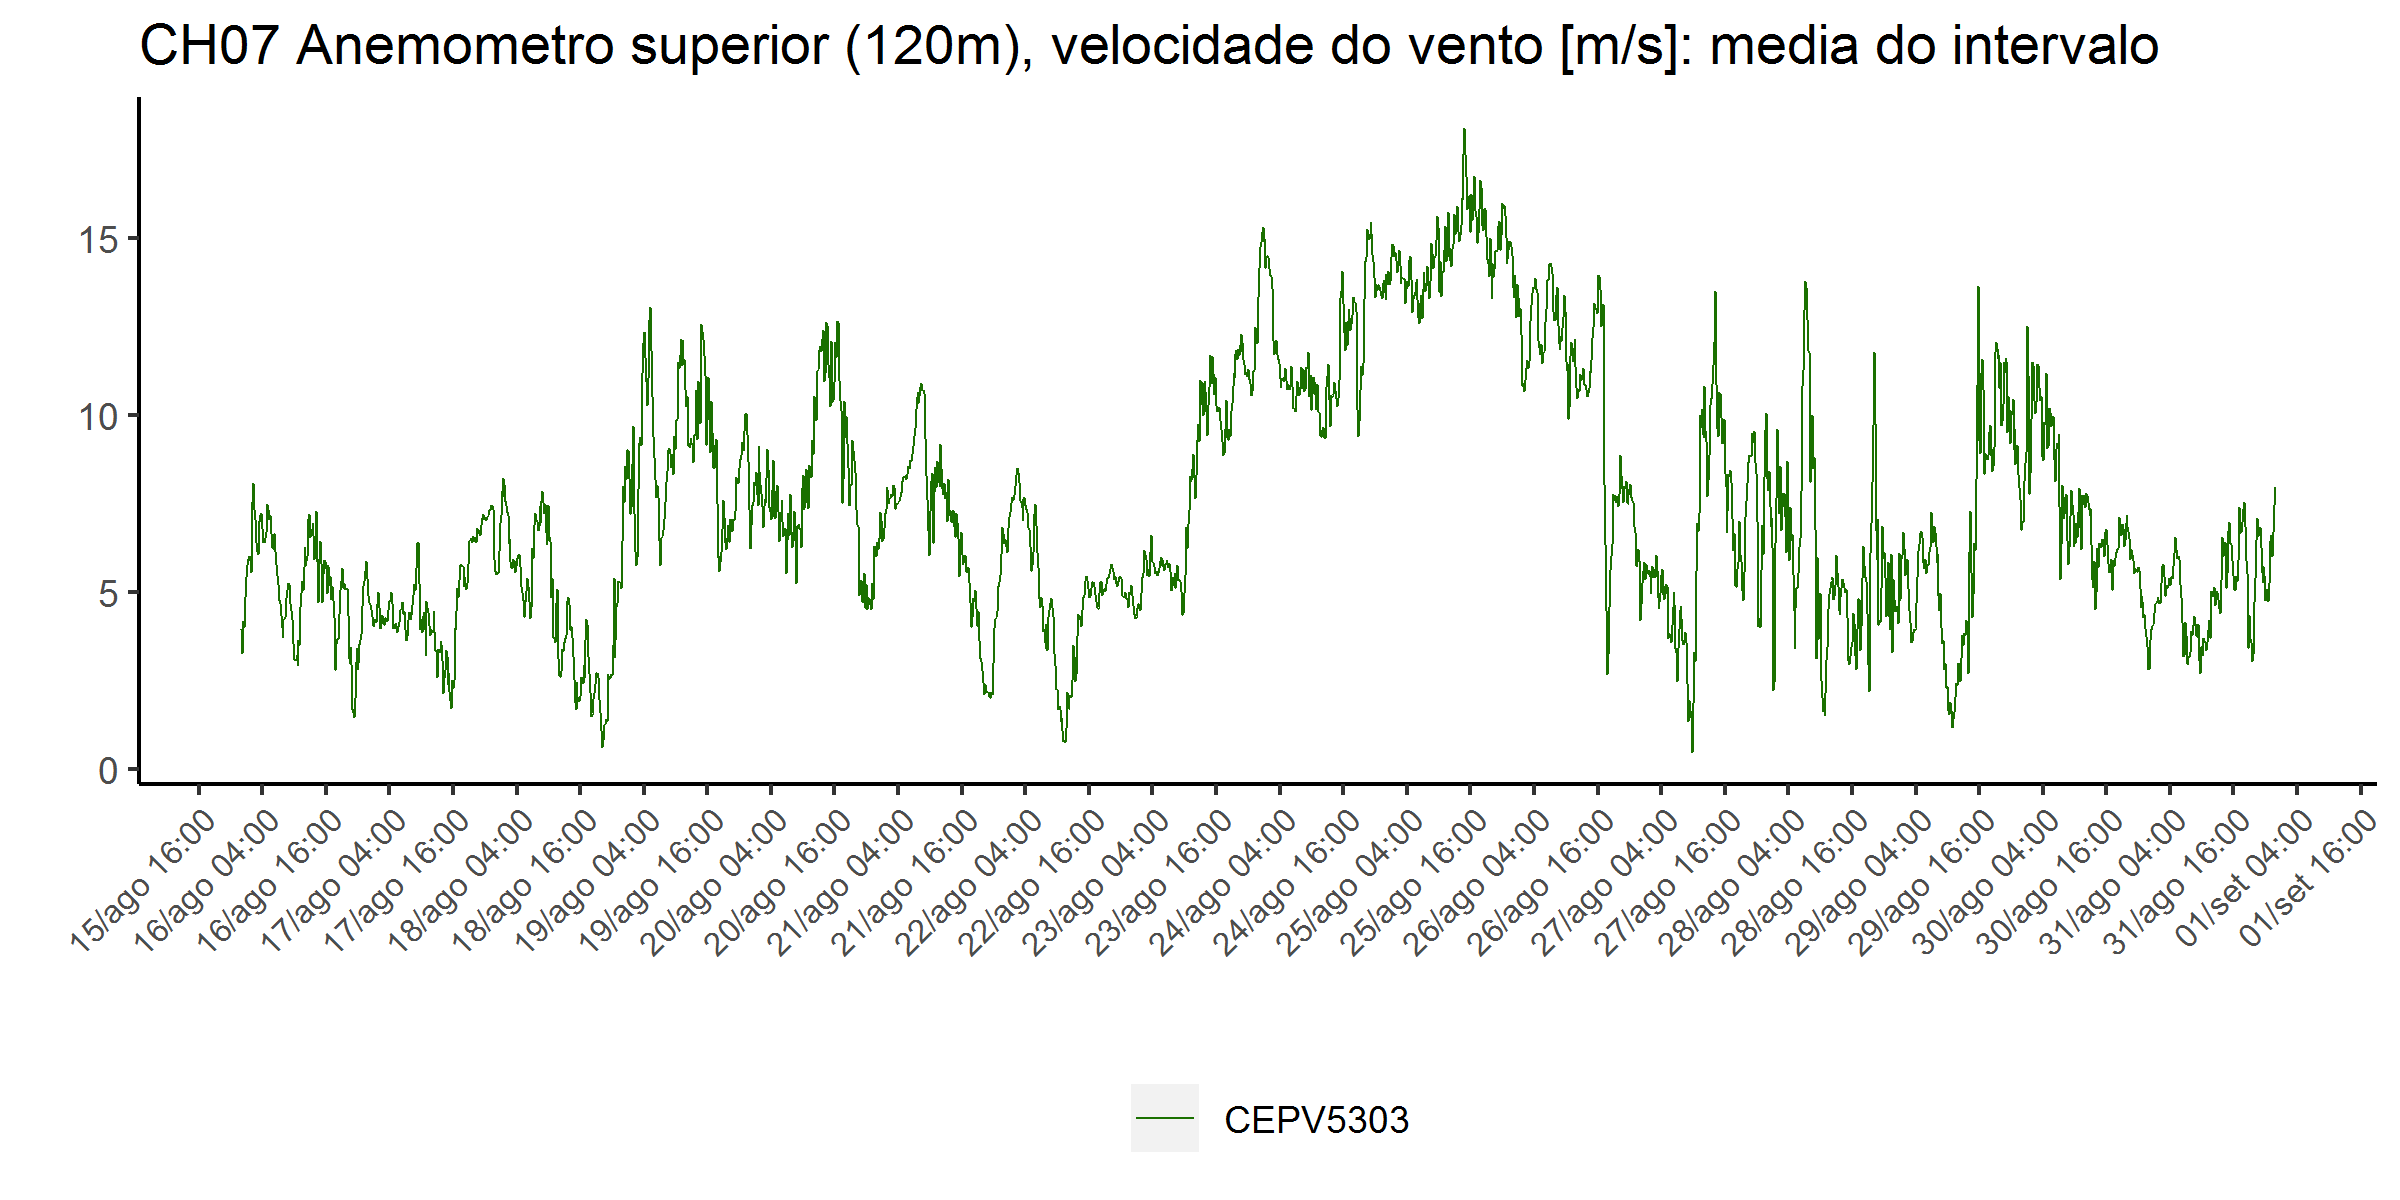 CH07 Anemometro superior (120m), velocidade do vento [m/s]: media do intervalo
15
10
5
0
15/ago 16:00
16/ago 04:00
16/ago 16:00
17/ago 04:00
17/ago 16:00
18/ago 04:00
18/ago 16:00
19/ago 04:00
19/ago 16:00
20/ago 04:00
20/ago 16:00
21/ago 04:00
21/ago 16:00
22/ago 04:00
22/ago 16:00
23/ago 04:00
23/ago 16:00
24/ago 04:00
24/ago 16:00
25/ago 04:00
25/ago 16:00
26/ago 04:00
26/ago 16:00
27/ago 04:00
27/ago 16:00
28/ago 04:00
28/ago 16:00
29/ago 04:00
29/ago 16:00
30/ago 04:00
30/ago 16:00
31/ago 04:00
31/ago 16:00
01/set 04:00
01/set 16:00
CEPV5303